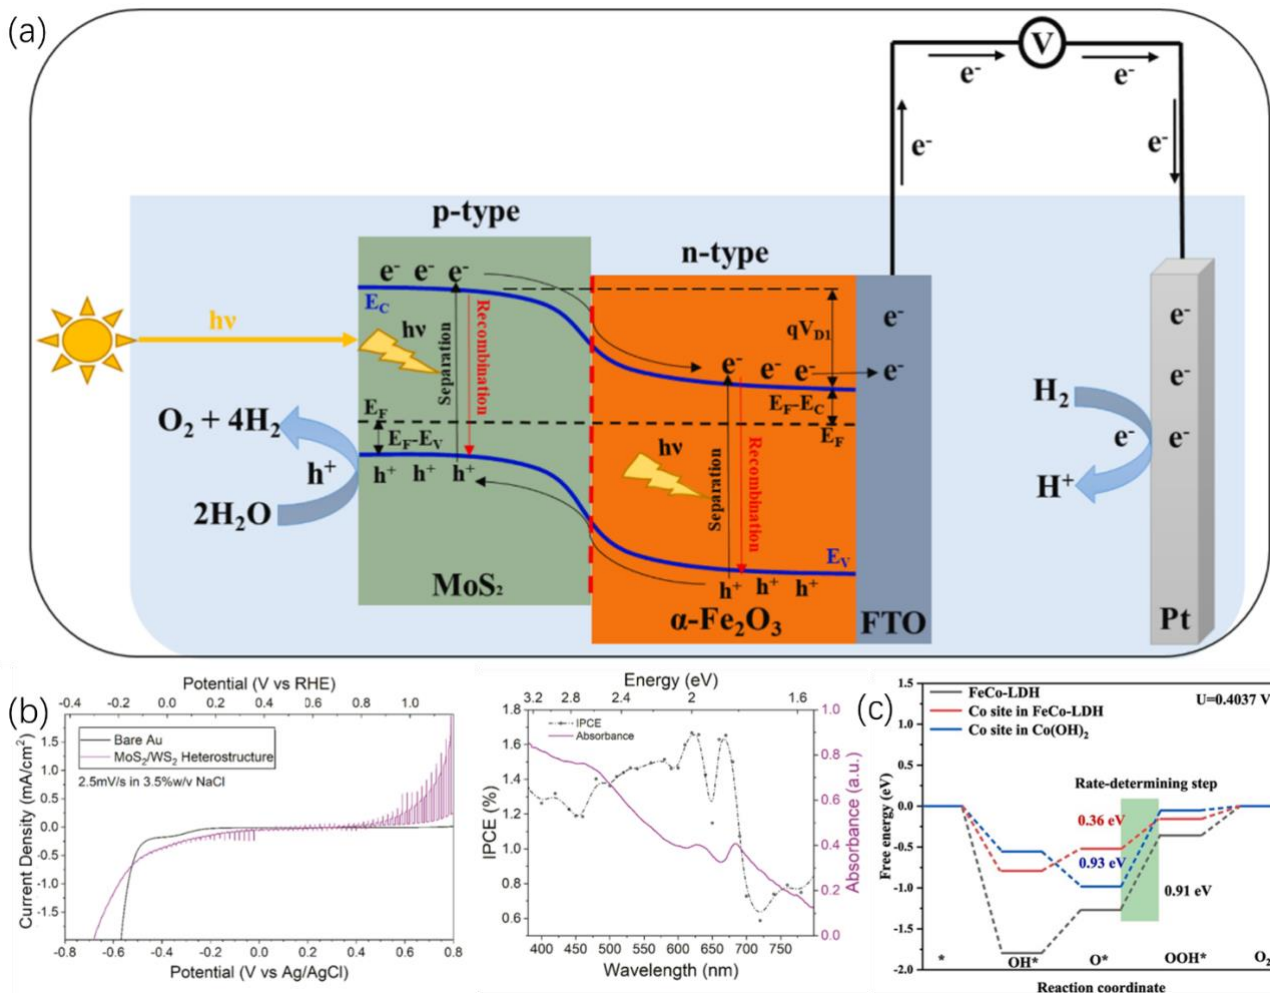 (a)
V
e⁻ e⁻
e⁻ e⁻
p-type
n-type
e⁻ e⁻ e⁻
E_C
hν
hν
Separation
Recombination
qV_D1
e⁻
e⁻ e⁻ e⁻ e⁻
E_F-E_C
E_F
E_F
E_F-E_V
O₂ + 4H₂
h⁺
2H₂O
h⁺ h⁺ h⁺
hν
Separation
Recombination
E_V
h⁺ h⁺ h⁺
MoS₂
α-Fe₂O₃
FTO
e⁻
e⁻
e⁻
H₂
e⁻
H⁺
Pt
(b)
Potential (V vs RHE)
-0.4 -0.2 0.0 0.2 0.4 0.6 0.8 1.0
Bare Au
MoS₂/WS₂ Heterostructure
2.5mV/s in 3.5%w/v NaCl
Current Density (mA/cm²)
1.5
1.0
0.5
0.0
-0.5
-1.0
-1.5
-0.8 -0.6 -0.4 -0.2 0.0 0.2 0.4 0.6 0.8
Potential (V vs Ag/AgCl)
Energy (eV)
3.2 2.8 2.4 2 1.6
IPCE
Absorbance
IPCE (%)
1.8
1.6
1.4
1.2
1.0
0.8
0.6
Absorbance (a.u.)
1.0
0.8
0.6
0.4
0.2
0.0
400 450 500 550 600 650 700 750
Wavelength (nm)
(c)
FeCo-LDH
Co site in FeCo-LDH
Co site in Co(OH)₂
U=0.4037 V
Rate-determining step
0.36 eV
0.93 eV
0.91 eV
Free energy (eV)
1.5
1.0
0.5
0.0
-0.5
-1.0
-1.5
-2.0
* OH* O* OOH* O₂
Reaction coordinate